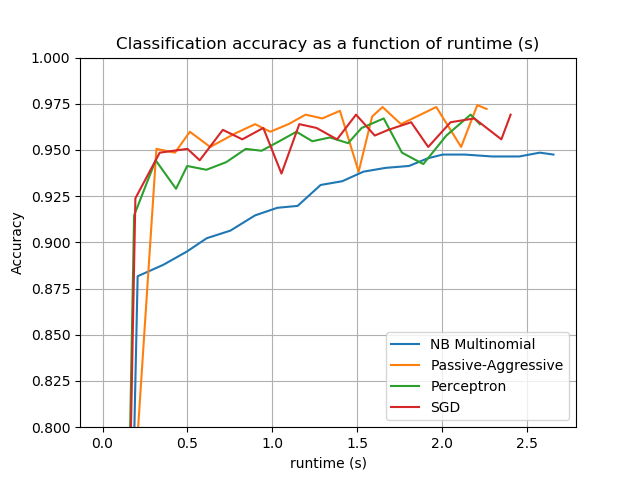 Classification accuracy as a function of runtime (s)
1.000
0.975
0.950
0.925
0.900
0.875
0.850
0.825
0.800
Accuracy
0.0 0.5 1.0 1.5 2.0 2.5
runtime (s)
NB Multinomial
Passive-Aggressive
Perceptron
SGD